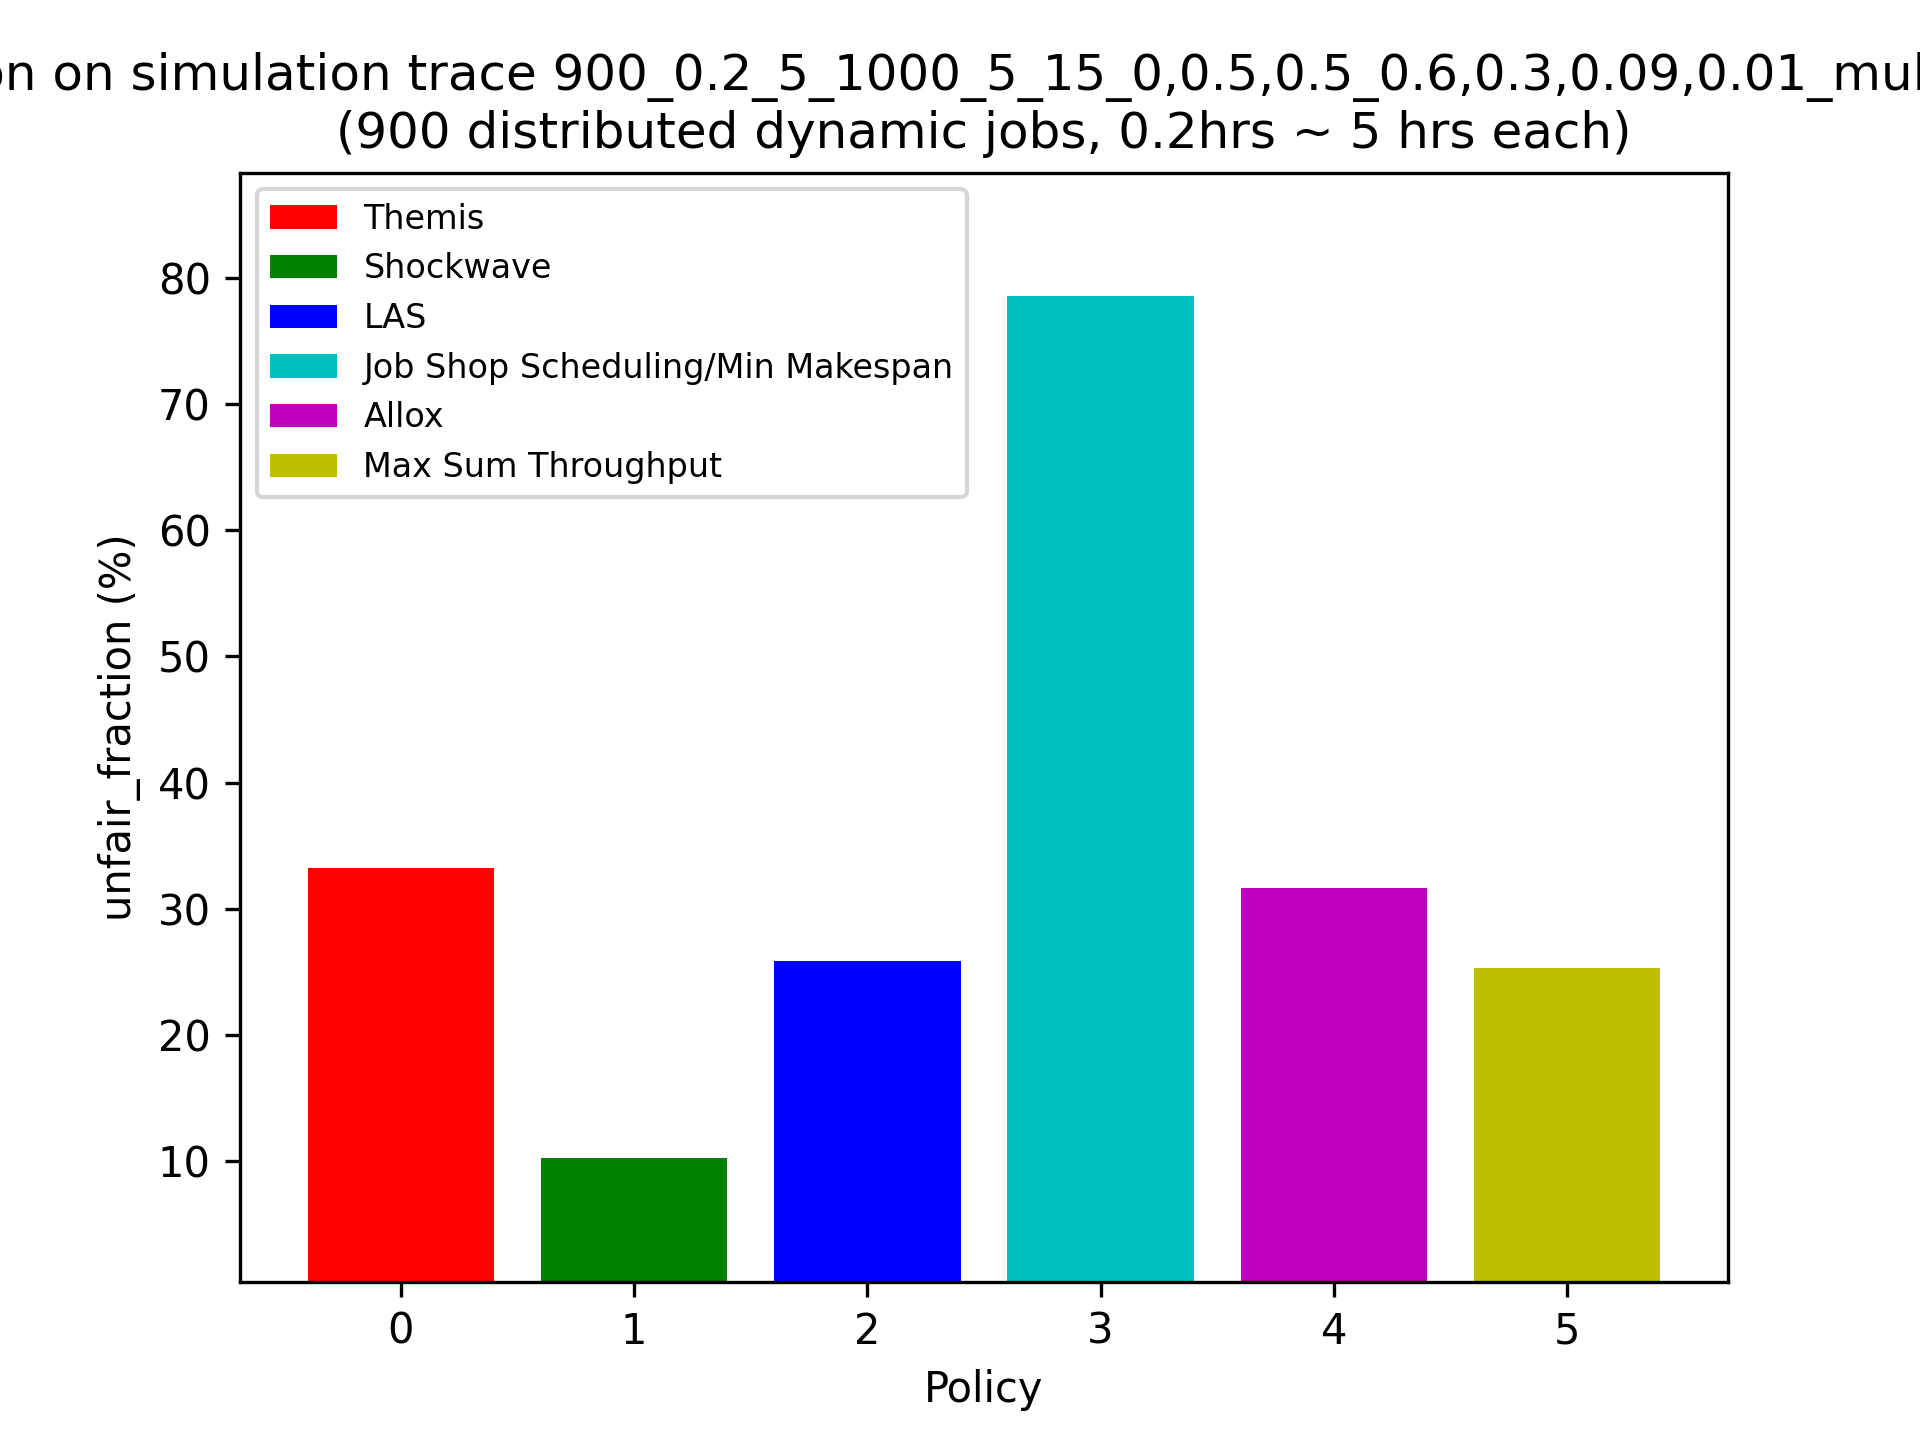 on simulation trace 900_0.2_5_1000_5_15_0,0.5,0.5_0.6,0.3,0.09,0.01
(900 distributed dynamic jobs, 0.2hrs ~ 5 hrs each)
Themis
Shockwave
LAS
Job Shop Scheduling/Min Makespan
Allox
Max Sum Throughput
unfair_fraction (%)
80
70
60
50
40
30
20
10
0 1 2 3 4 5
Policy